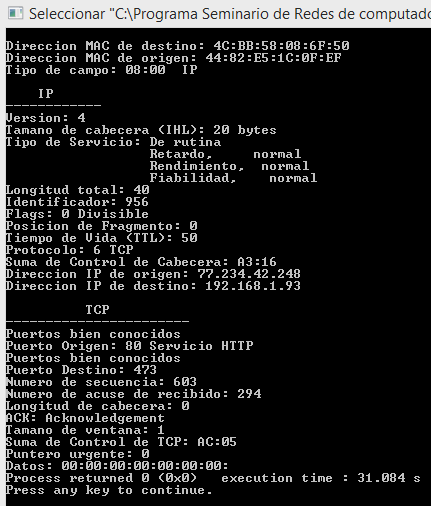 Seleccionar "C:\Programa Seminario de Redes de computado
Direccion MAC de destino: 4C:BB:58:08:6F:50
Direccion MAC de origen: 44:82:E5:1C:0F:EF
Tipo de campo: 08:00  IP
IP
------------
Version: 4
Tamano de cabecera (IHL): 20 bytes
Tipo de Servicio: De rutina
Retardo,     normal
Rendimiento,  normal
Fiabilidad,    normal
Longitud total: 40
Identificador: 956
Flags: 0 Divisible
Posicion de Fragmento: 0
Tiempo de Vida (TTL): 50
Protocolo: 6 TCP
Suma de Control de Cabecera: A3:16
Direccion IP de origen: 77.234.42.248
Direccion IP de destino: 192.168.1.93
TCP
-----------------------
Puertos bien conocidos
Puerto Origen: 80 Servicio HTTP
Puertos bien conocidos
Puerto Destino: 473
Numero de secuencia: 603
Numero de acuse de recibido: 294
Longitud de cabecera: 0
ACK: Acknowledgement
Tamano de ventana: 1
Suma de Control de TCP: AC:05
Puntero urgente: 0
Datos: 00:00:00:00:00:00:00:
Process returned 0 (0x0)   execution time : 31.084 s
Press any key to continue.